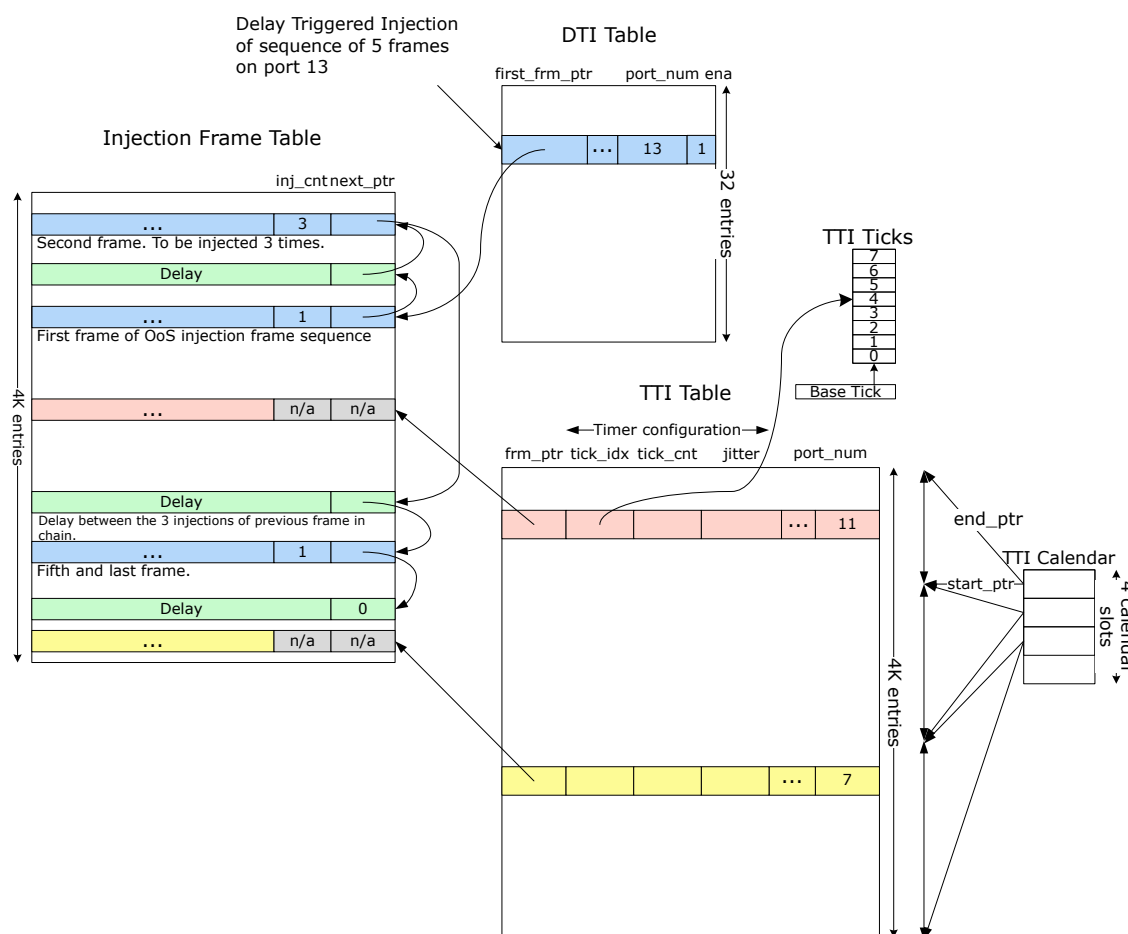 Delay Triggered Injection
of sequence of 5 frames
on port 13
DTI Table
first_frm_ptr
port_num ena
...
13
1
32 entries
Injection Frame Table
inj_cnt next_ptr
...
3
Second frame. To be injected 3 times.
Delay
...
1
First frame of OoS injection frame sequence
...
n/a
n/a
Delay
Delay between the 3 injections of previous frame in
chain.
...
1
Fifth and last frame.
Delay
0
...
n/a
n/a
4K entries
TTI Ticks
7
6
5
4
3
2
1
0
Base Tick
TTI Table
Timer configuration
frm_ptr
tick_idx
tick_cnt
jitter
port_num
...
11
...
7
4K entries
end_ptr
start_ptr
TTI Calendar
4 calendar
slots